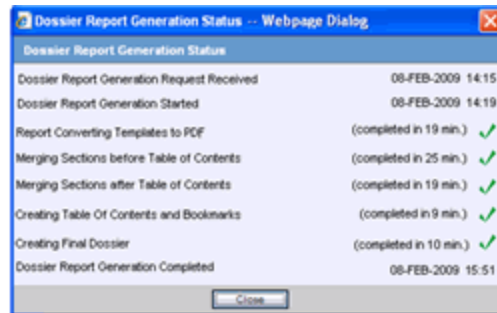 Dossier Report Generation Status -- Webpage Dialog
Dossier Report Generation Status
Dossier Report Generation Request Received 08-FEB-2009 14:15
Dossier Report Generation Started 08-FEB-2009 14:19
Report Converting Templates to PDF (completed in 19 min.)
Merging Sections before Table of Contents (completed in 25 min.)
Merging Sections after Table of Contents (completed in 19 min.)
Creating Table Of Contents and Bookmarks (completed in 9 min.)
Creating Final Dossier (completed in 10 min.)
Dossier Report Generation Completed 08-FEB-2009 15:51
Close